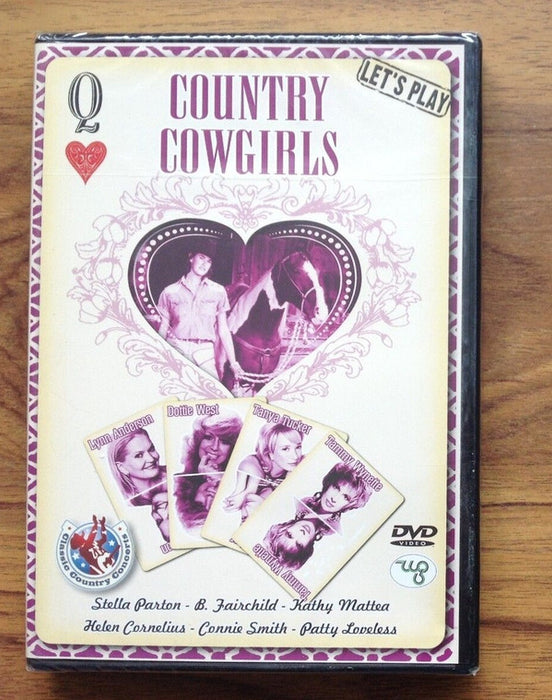 Q
LET'S PLAY
COUNTRY
COWGIRLS
Lynn Anderson
Dottie West
Tanya Tucker
Tammy Wynette
Tammy Wynette
Classic Country Concerts
DVD
VIDEO
Stella Parton - B. Fairchild - Kathy Mattea
Helen Cornelius - Connie Smith - Patty Loveless